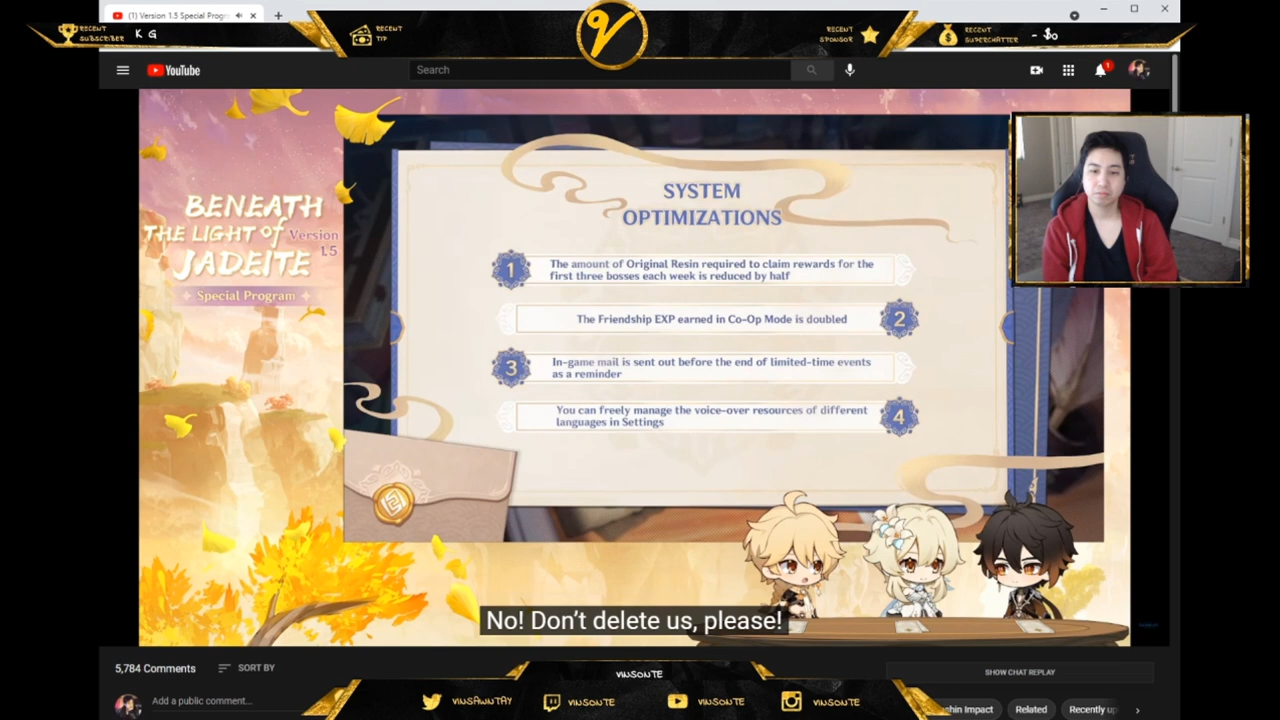 (1) Version 1.5 Special Progr
RECENT
SUBSCRIBER
K G
RECENT
TIP
RECENT
SPONSOR
RECENT
SUPERCHATTER
YouTube
Search
1
BENEATH
THE LIGHT of
JADEITE
Version
1.5
Special Program
SYSTEM
OPTIMIZATIONS
1
The amount of Original Resin required to claim rewards for the
first three bosses each week is reduced by half
The Friendship EXP earned in Co-Op Mode is doubled
2
3
In-game mail is sent out before the end of limited-time events
as a reminder
You can freely manage the voice-over resources of different
languages in Settings
4
No! Don't delete us, please!
5,784 Comments
SORT BY
VINSONTE
SHOW CHAT REPLAY
Add a public comment...
VINSAWNTAY
VINSONTE
VINSONTE
VINSONTE
shin Impact
Related
Recently up